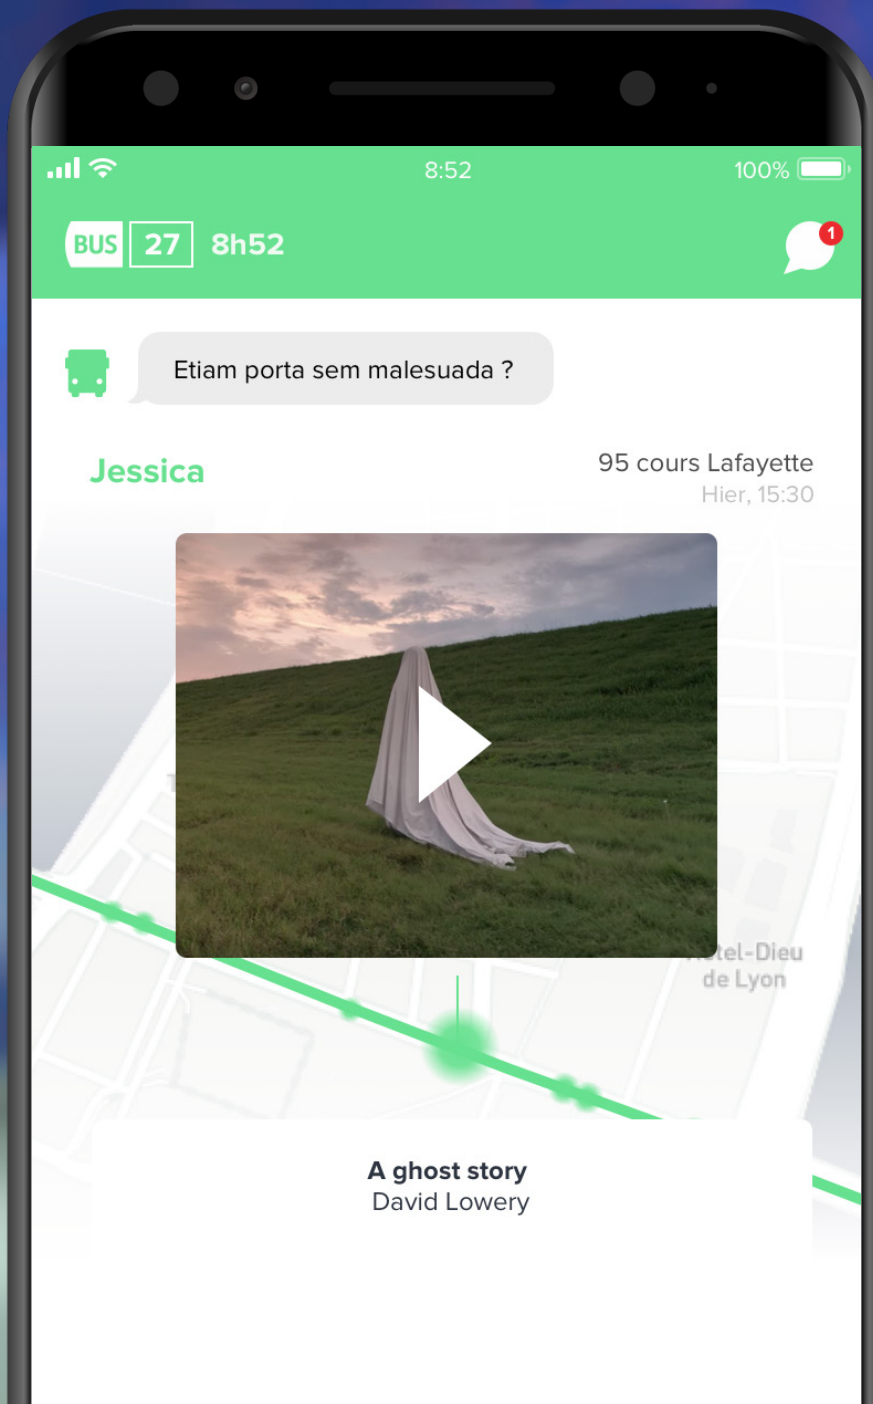 8:52
100%
BUS 27 8h52
1
Etiam porta sem malesuada ?
Jessica
95 cours Lafayette
Hier, 15:30
de Lyon
A ghost story
David Lowery